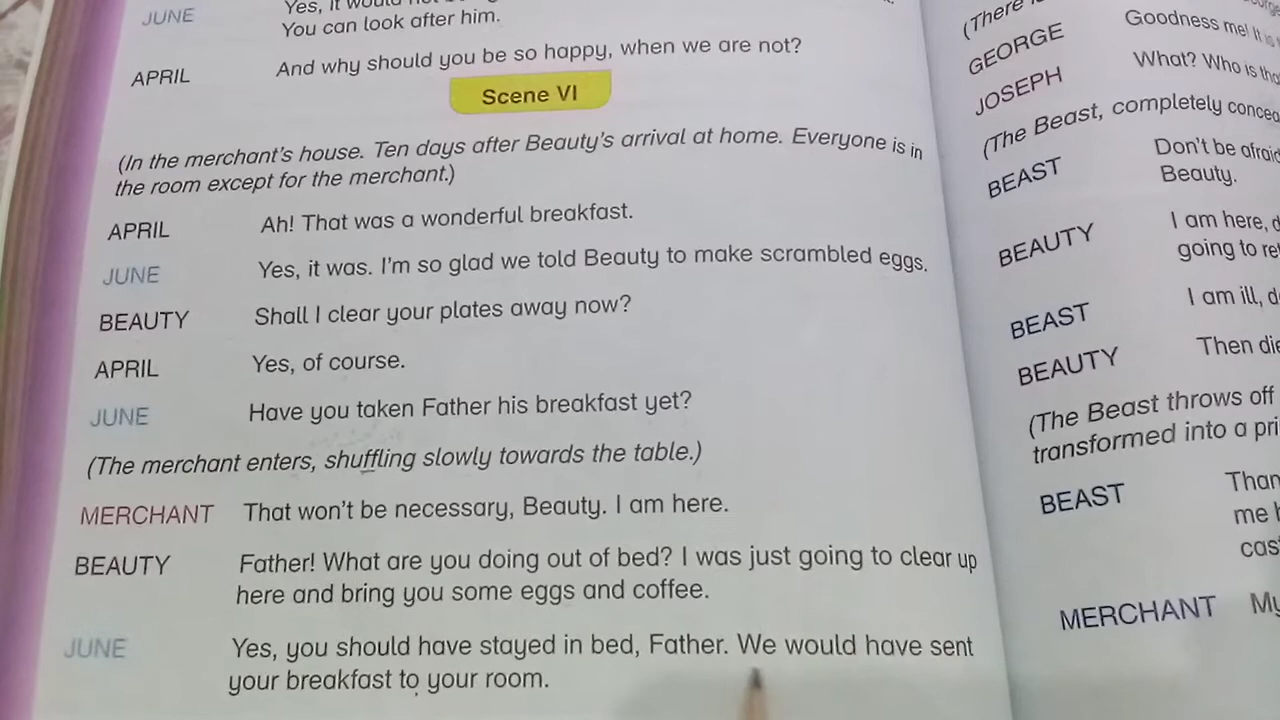 JUNE Yes, it would not
You can look after him.
APRIL And why should you be so happy, when we are not?
Scene VI
(In the merchant's house. Ten days after Beauty's arrival at home. Everyone is in
the room except for the merchant.)
APRIL Ah! That was a wonderful breakfast.
JUNE Yes, it was. I'm so glad we told Beauty to make scrambled eggs.
BEAUTY Shall I clear your plates away now?
APRIL Yes, of course.
JUNE Have you taken Father his breakfast yet?
(The merchant enters, shuffling slowly towards the table.)
MERCHANT That won't be necessary, Beauty. I am here.
BEAUTY Father! What are you doing out of bed? I was just going to clear up
here and bring you some eggs and coffee.
JUNE Yes, you should have stayed in bed, Father. We would have sent
your breakfast to your room.
(There
GEORGE Goodness me! It is
JOSEPH What? Who is
(The Beast, completely
BEAST Don't be afraid
Beauty.
BEAUTY I am here,
going to
BEAST I am ill,
BEAUTY Then
(The Beast throws off
transformed into a
BEAST
me
MERCHANT